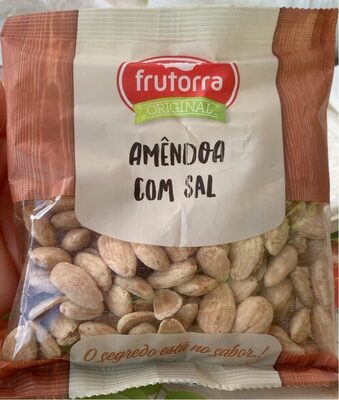 frutorra
ORIGINAL
AMÊNDOA
COM SAL
O segredo está no sabor..!